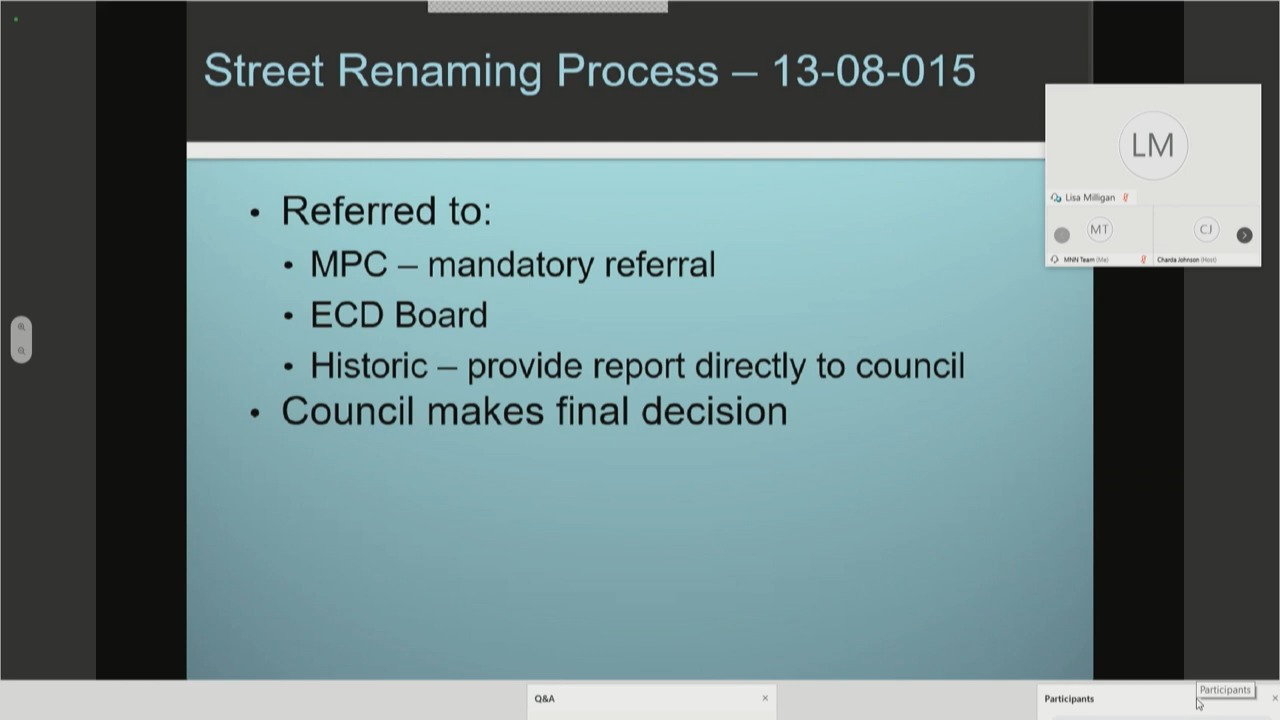 Street Renaming Process – 13-08-015
• Referred to:
• MPC – mandatory referral
• ECD Board
• Historic – provide report directly to council
• Council makes final decision
LM
Lisa Milligan
MT
CJ
MNN Team (Me)
Charda Johnson (Host)
Q&A
Participants
Participants